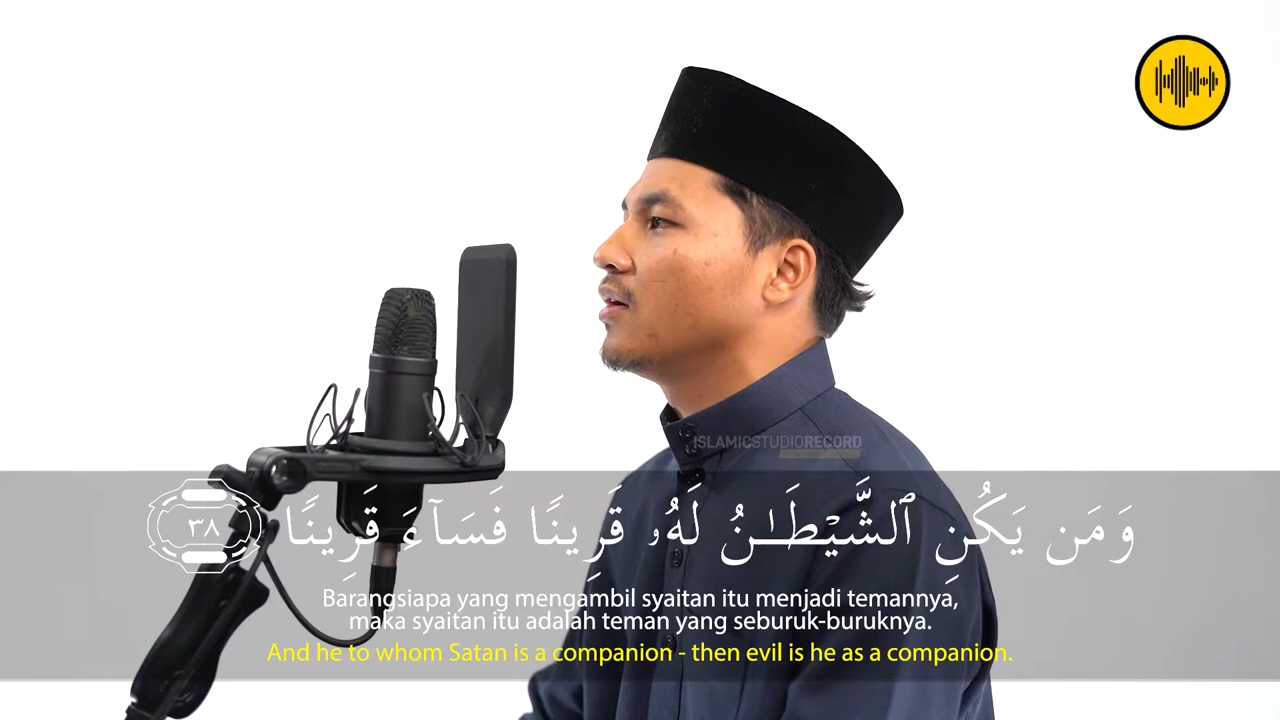 ISLAMICSTUDIORECORD
وَمَن يَكُنِ ٱلشَّيْطَـٰنُ لَهُۥ قَرِينًا فَسَآءَ قَرِينًا ٣٨
Barangsiapa yang mengambil syaitan itu menjadi temannya,
maka syaitan itu adalah teman yang seburuk-buruknya.
And he to whom Satan is a companion - then evil is he as a companion.